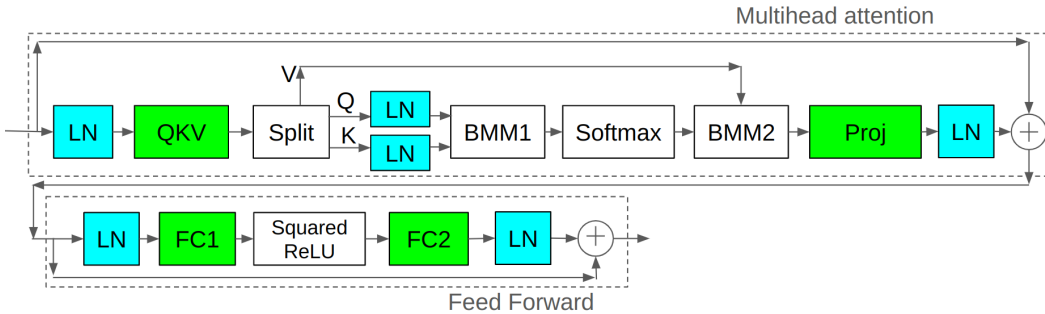 Multihead attention
V
Q
K
LN
QKV
Split
LN
LN
BMM1
Softmax
BMM2
Proj
LN
+
LN
FC1
Squared
ReLU
FC2
LN
+
Feed Forward